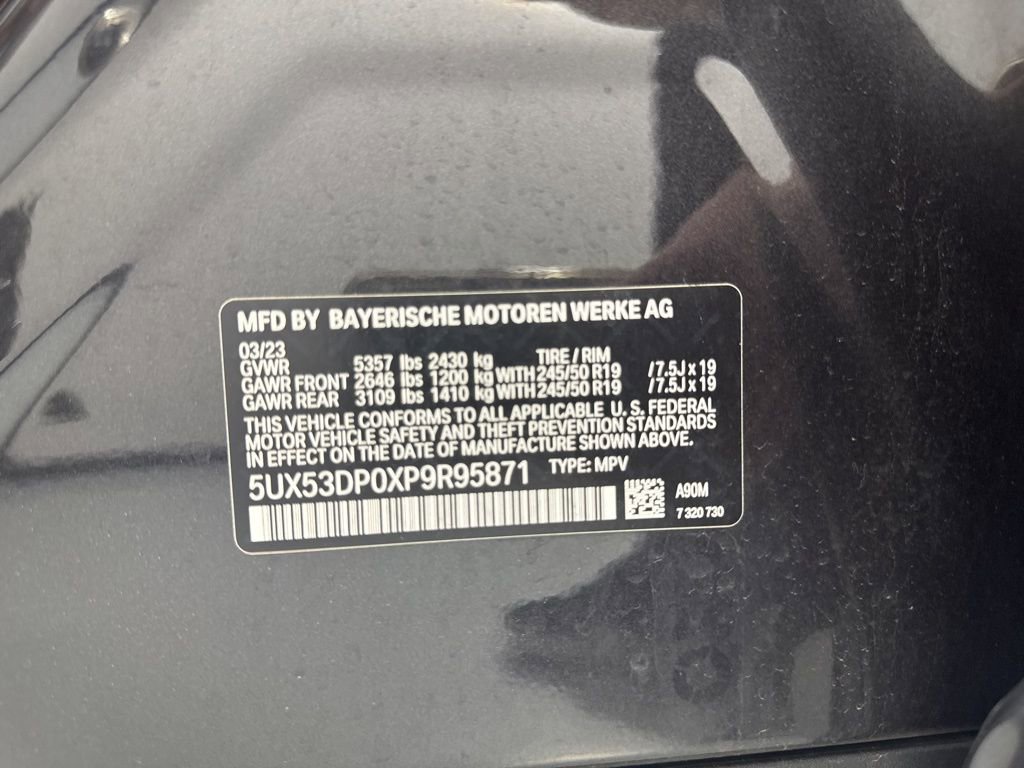 MFD BY BAYERISCHE MOTOREN WERKE AG
03/23
TIRE / RIM
GVWR 5357 lbs 2430 kg
GAWR FRONT 2646 lbs 1200 kg WITH 245/50 R19 /7.5J x 19
GAWR REAR 3109 lbs 1410 kg WITH 245/50 R19 /7.5J x 19
THIS VEHICLE CONFORMS TO ALL APPLICABLE U. S. FEDERAL
MOTOR VEHICLE SAFETY AND THEFT PREVENTION STANDARDS
IN EFFECT ON THE DATE OF MANUFACTURE SHOWN ABOVE.
5UX53DP0XP9R95871 TYPE: MPV
A90M
7 320 730